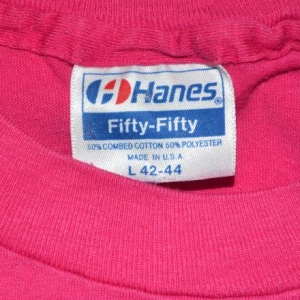 Hanes®
Fifty-Fifty
50% COMBED COTTON 50% POLYESTER
MADE IN U.S.A.
L 42-44